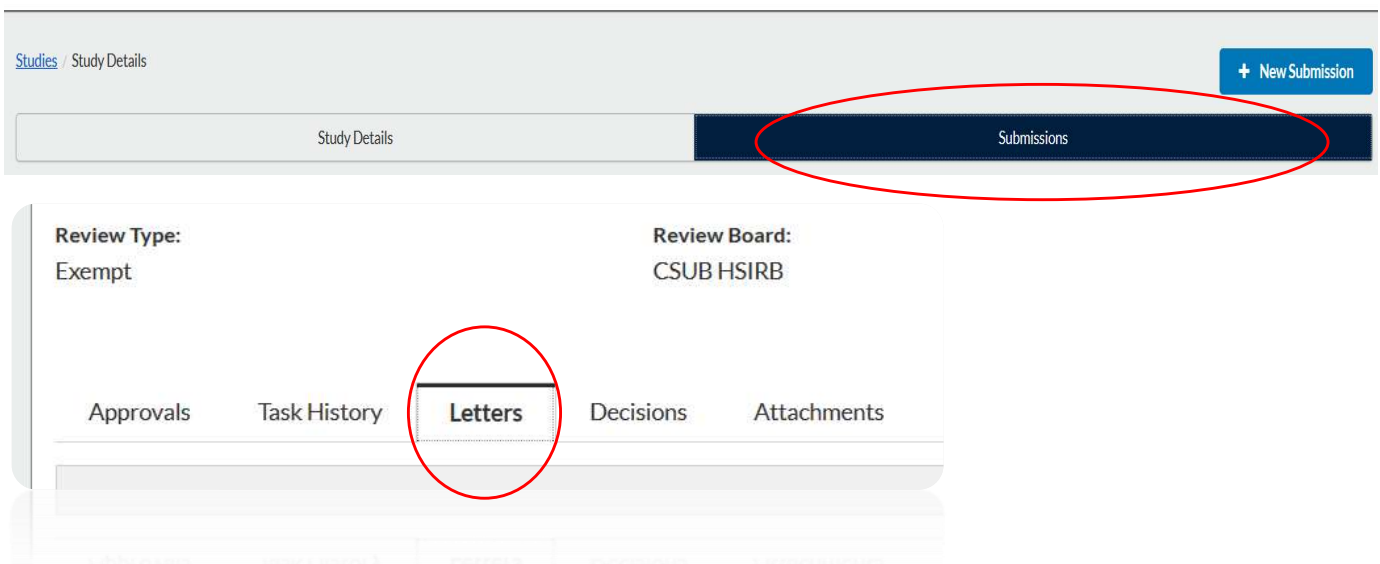 Studies / Study Details
+ New Submission
Study Details Submissions
Review Type: Review Board:
Exempt CSUB HSIRB
Approvals Task History Letters Decisions Attachments